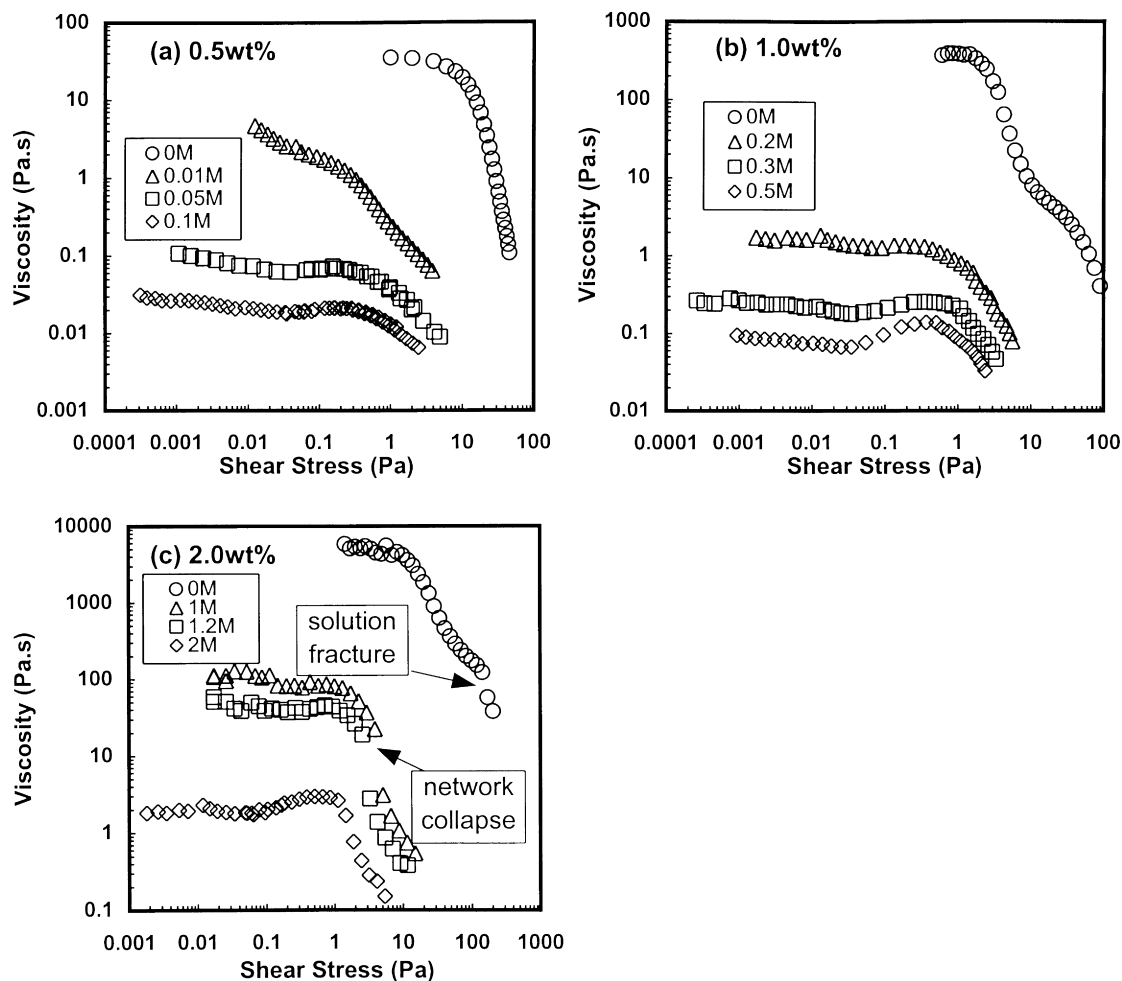 (a) 0.5wt%
Viscosity (Pa.s)
100
10
1
0.1
0.01
0.001
0M
0.01M
0.05M
0.1M
0.0001 0.001 0.01 0.1 1 10 100
Shear Stress (Pa)
(b) 1.0wt%
Viscosity (Pa.s)
1000
100
10
1
0.1
0.01
0M
0.2M
0.3M
0.5M
0.0001 0.001 0.01 0.1 1 10 100
Shear Stress (Pa)
(c) 2.0wt%
Viscosity (Pa.s)
10000
1000
100
10
1
0.1
0M
1M
1.2M
2M
solution
fracture
network
collapse
0.001 0.01 0.1 1 10 100 1000
Shear Stress (Pa)